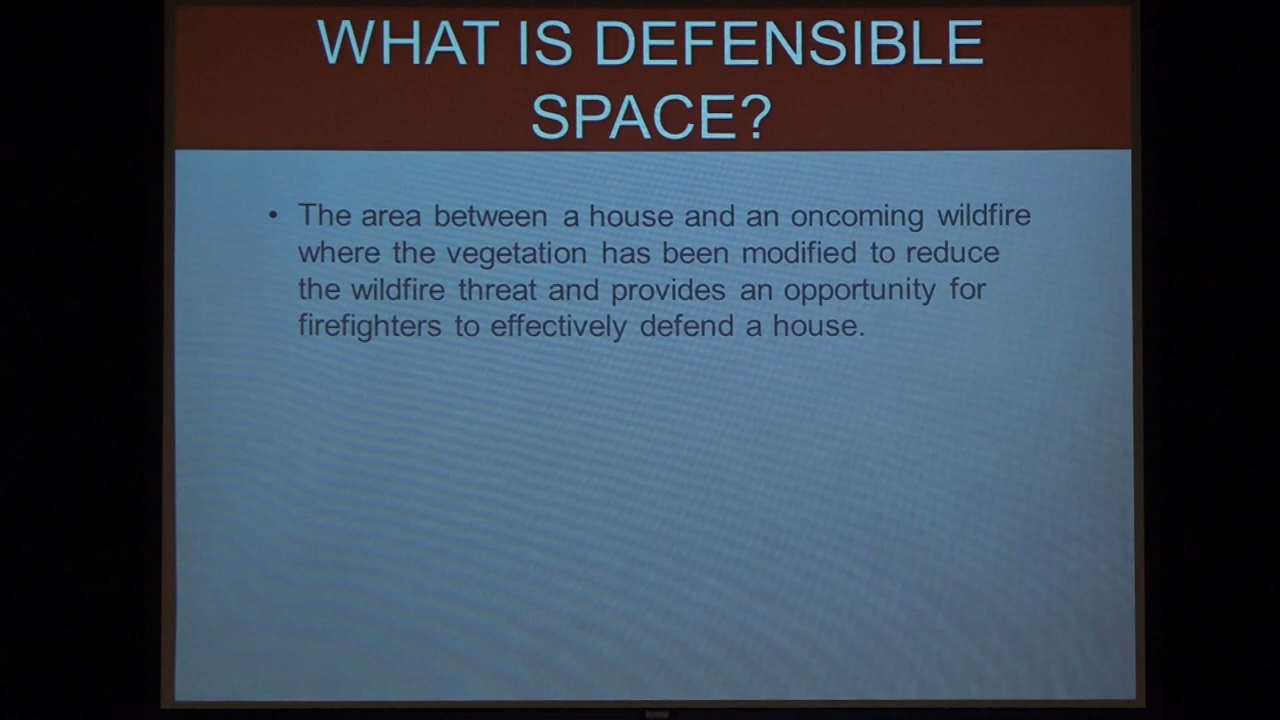 WHAT IS DEFENSIBLE
SPACE?
• The area between a house and an oncoming wildfire
where the vegetation has been modified to reduce
the wildfire threat and provides an opportunity for
firefighters to effectively defend a house.